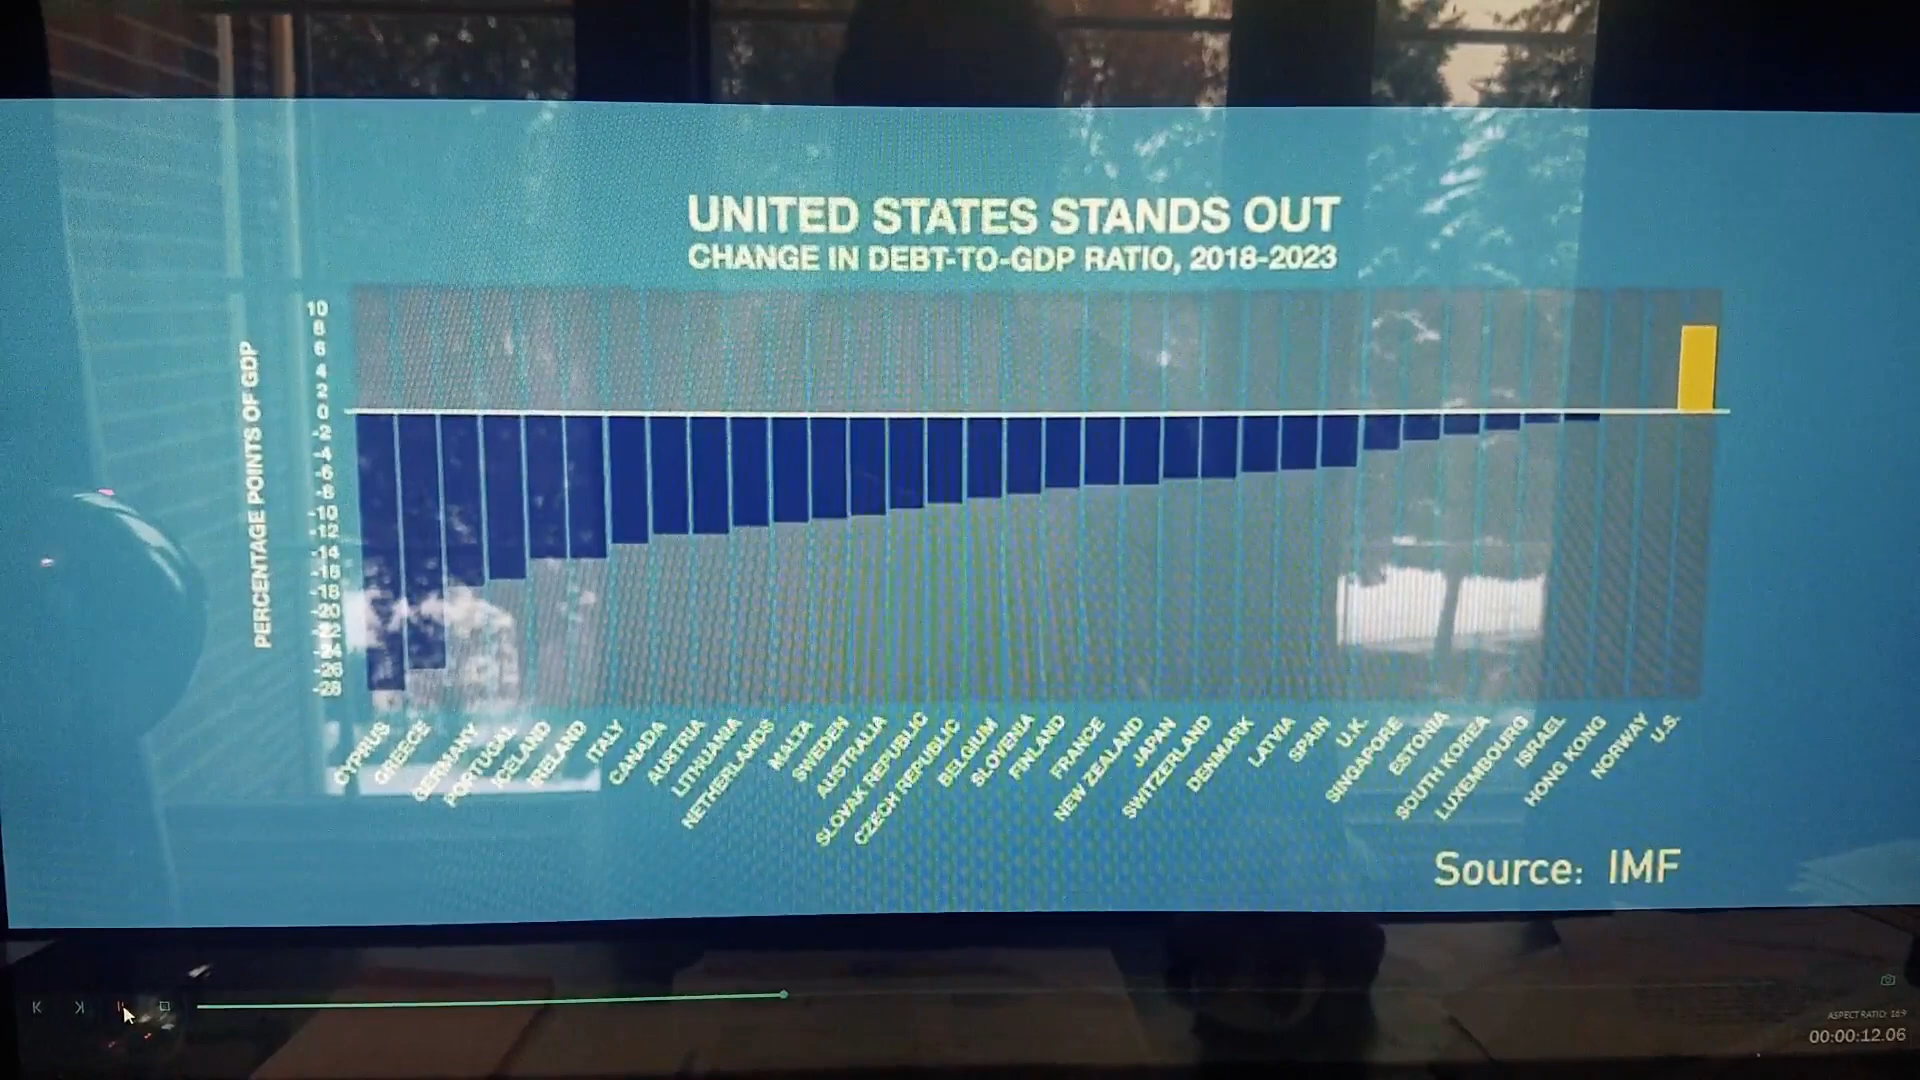 UNITED STATES STANDS OUT
CHANGE IN DEBT-TO-GDP RATIO, 2018-2023
PERCENTAGE POINTS OF GDP
10
8
6
4
2
0
-2
-4
-6
-8
-10
-12
-14
-16
-18
-20
-22
-24
-26
-28
CYPRUS
GREECE
GERMANY
PORTUGAL
ICELAND
IRELAND
ITALY
CANADA
AUSTRIA
LITHUANIA
NETHERLANDS
MALTA
SWEDEN
AUSTRALIA
SLOVAK REPUBLIC
CZECH REPUBLIC
BELGIUM
SLOVENIA
FINLAND
FRANCE
NEW ZEALAND
JAPAN
SWITZERLAND
DENMARK
LATVIA
SPAIN
U.K.
SINGAPORE
ESTONIA
SOUTH KOREA
LUXEMBOURG
ISRAEL
HONG KONG
NORWAY
U.S.
Source: IMF
ASPECT RATIO: 16:9
00:00:12.06